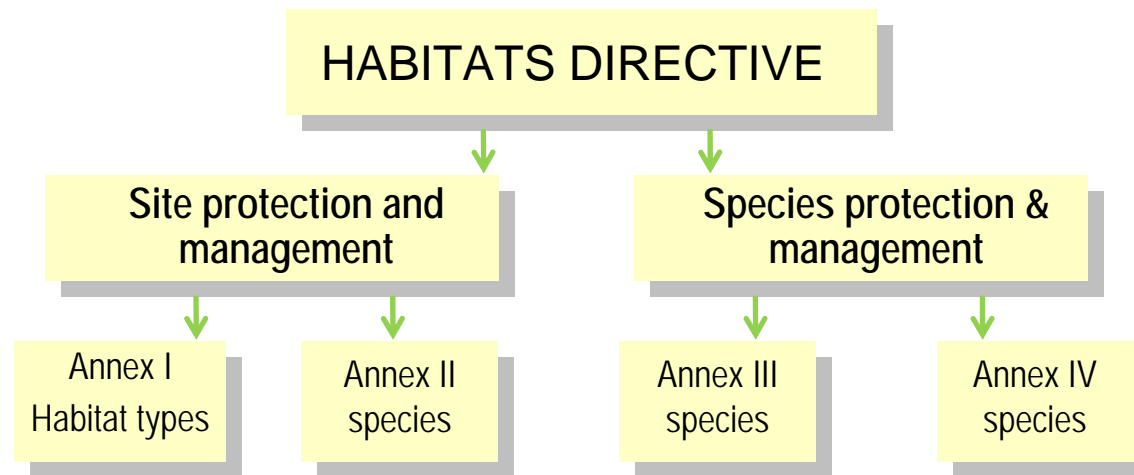 HABITATS DIRECTIVE
Site protection and
management
Species protection &
management
Annex I
Habitat types
Annex II
species
Annex III
species
Annex IV
species